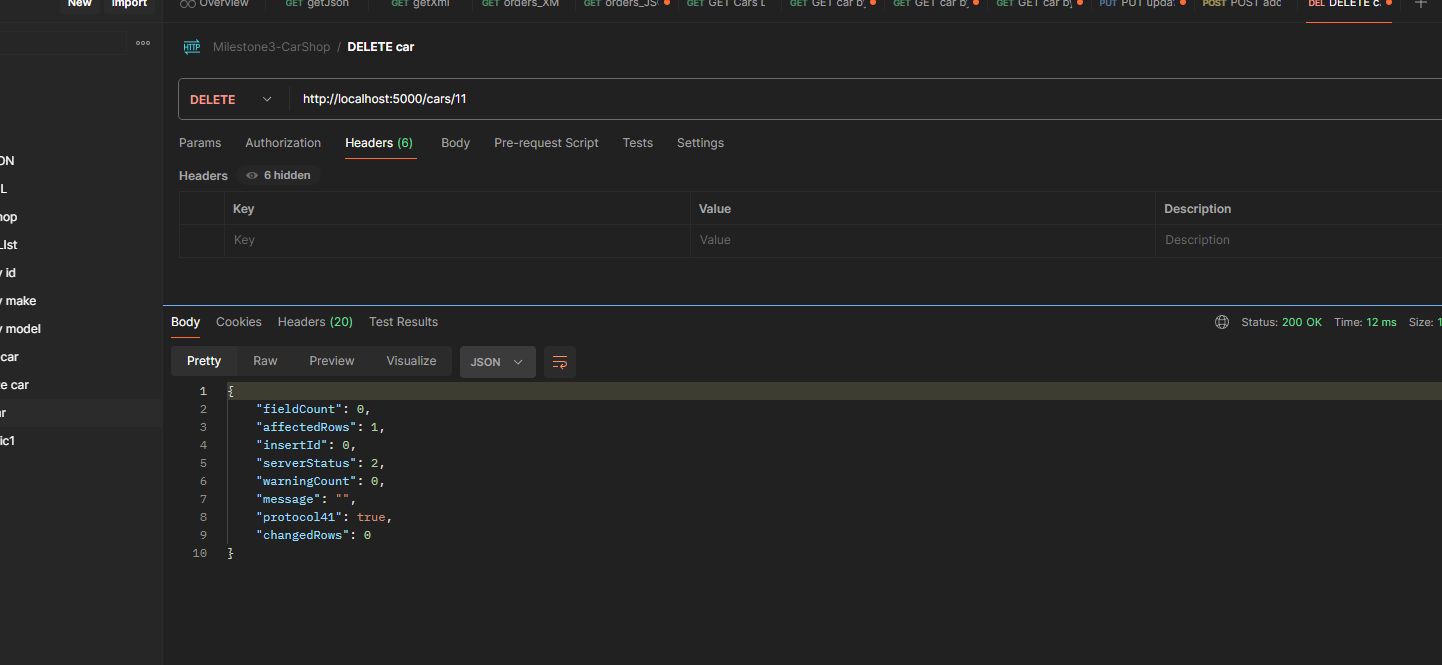 New Import
Overview GET getJson GET getXml GET orders_XM GET orders_JS GET GET Cars L GET GET car by GET GET car by GET GET car by PUT PUT upda POST POST add DEL DELETE c
Milestone3-CarShop / DELETE car
DELETE http://localhost:5000/cars/11
Params Authorization Headers (6) Body Pre-request Script Tests Settings
Headers 6 hidden
Key Value Description
Key Value Description
ON
L
hop
LIst
y id
y make
y model
car
e car
ar
ic1
Body Cookies Headers (20) Test Results Status: 200 OK Time: 12 ms Size: 1
Pretty Raw Preview Visualize JSON
1 {
2 "fieldCount": 0,
3 "affectedRows": 1,
4 "insertId": 0,
5 "serverStatus": 2,
6 "warningCount": 0,
7 "message": "",
8 "protocol41": true,
9 "changedRows": 0
10 }